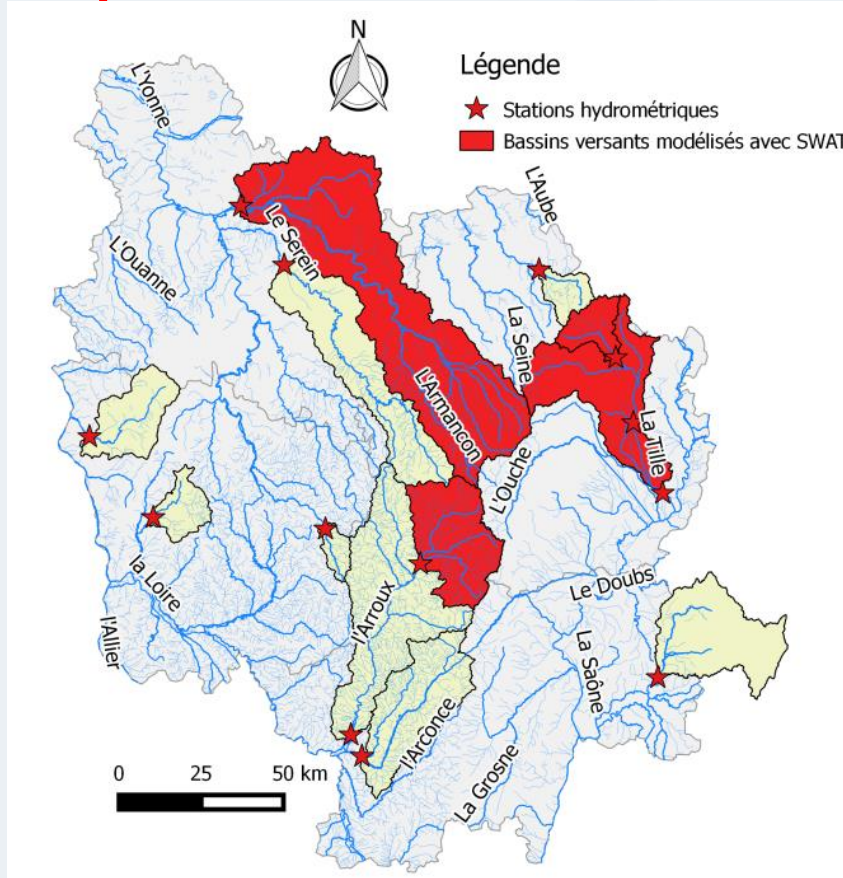 N
Légende
Stations hydrométriques
Bassins versants modélisés avec SWAT
L'Yonne
L'Aube
Le Serein
L'Ouanne
La Seine
L'Armancon
La Tille
L'Ouche
Le Doubs
la Loire
l'Allier
l'Arroux
La Saône
l'Arconce
La Grosne
0 25 50 km